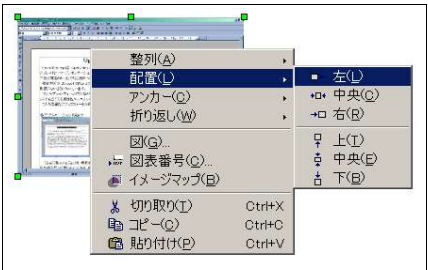 整列(A)
配置(L)
アンカー(C)
折り返し(W)
図(G)...
図表番号(C)...
イメージマップ(B)
切り取り(T) Ctrl+X
コピー(C) Ctrl+C
貼り付け(P) Ctrl+V
左(L)
中央(C)
右(R)
上(T)
中央(E)
下(B)